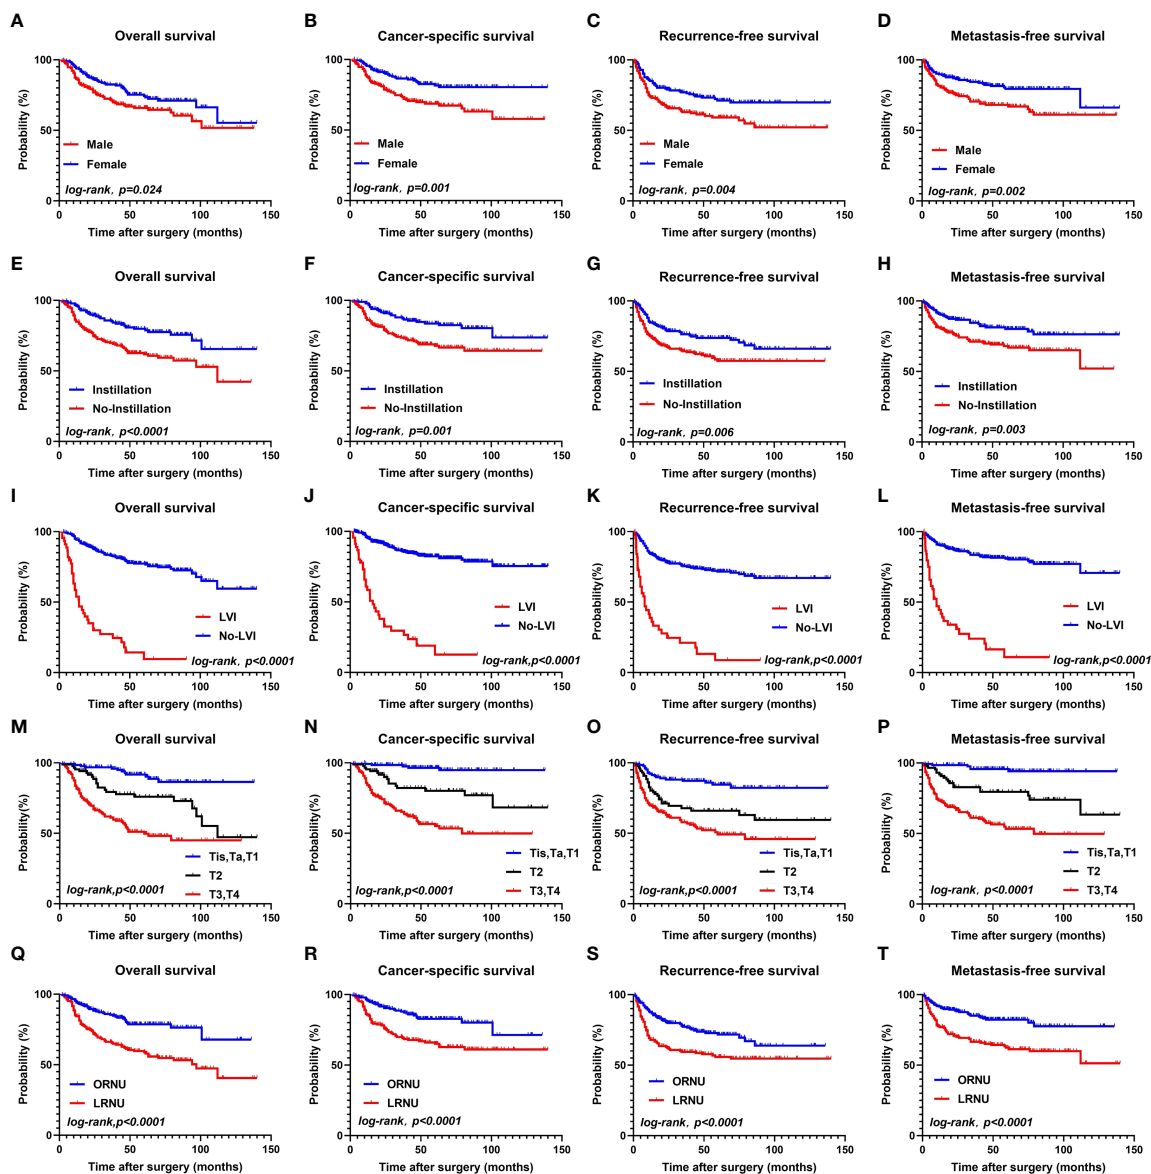 A
Overall survival
Probability (%)
100
50
0
Male
Female
log-rank, p=0.024
0 50 100 150
Time after surgery (months)
B
Cancer-specific survival
Probability (%)
100
50
0
Male
Female
log-rank, p=0.001
0 50 100 150
Time after surgery (months)
C
Recurrence-free survival
Probability (%)
100
50
0
Male
Female
log-rank, p=0.004
0 50 100 150
Time after surgery (months)
D
Metastasis-free survival
Probability (%)
100
50
0
Male
Female
log-rank, p=0.002
0 50 100 150
Time after surgery (months)
E
Overall survival
Probability (%)
100
50
0
Instillation
No-Instillation
log-rank, p<0.0001
0 50 100 150
Time after surgery (months)
F
Cancer-specific survival
Probability (%)
100
50
0
Instillation
No-Instillation
log-rank, p=0.001
0 50 100 150
Time after surgery (months)
G
Recurrence-free survival
Probability (%)
100
50
0
Instillation
No-Instillation
log-rank, p=0.006
0 50 100 150
Time after surgery (months)
H
Metastasis-free survival
Probability (%)
100
50
0
Instillation
No-Instillation
log-rank, p=0.003
0 50 100 150
Time after surgery (months)
I
Overall survival
Probability (%)
100
50
0
LVI
No-LVI
log-rank, p<0.0001
0 50 100 150
Time after surgery (months)
J
Cancer-specific survival
Probability (%)
100
50
0
LVI
No-LVI
log-rank,p<0.0001
0 50 100 150
Time after surgery (months)
K
Recurrence-free survival
Probability(%)
100
50
0
LVI
No-LVI
log-rank,p<0.0001
0 50 100 150
Time after surgery (months)
L
Metastasis-free survival
Probability (%)
100
50
0
LVI
No-LVI
log-rank,p<0.0001
0 50 100 150
Time after surgery (months)
M
Overall survival
Probability(%)
100
50
0
Tis,Ta,T1
T2
T3,T4
log-rank,p<0.0001
0 50 100 150
Time after surgery (months)
N
Cancer-specific survival
Probability(%)
100
50
0
Tis,Ta,T1
T2
T3,T4
log-rank,p<0.0001
0 50 100 150
Time after surgery (months)
O
Recurrence-free survival
Probability(%)
100
50
0
Tis,Ta,T1
T2
T3,T4
log-rank,p<0.0001
0 50 100 150
Time after surgery (months)
P
Metastasis-free survival
Probability(%)
100
50
0
Tis,Ta,T1
T2
T3,T4
log-rank, p<0.0001
0 50 100 150
Time after surgery (months)
Q
Overall survival
Probability (%)
100
50
0
ORNU
LRNU
log-rank,p<0.0001
0 50 100 150
Time after surgery (months)
R
Cancer-specific survival
Probability (%)
100
50
0
ORNU
LRNU
log-rank, p<0.0001
0 50 100 150
Time after surgery (months)
S
Recurrence-free survival
Probability (%)
100
50
0
ORNU
LRNU
log-rank, p<0.0001
0 50 100 150
Time after surgery (months)
T
Metastasis-free survival
Probability (%)
100
50
0
ORNU
LRNU
log-rank, p<0.0001
0 50 100 150
Time after surgery (months)